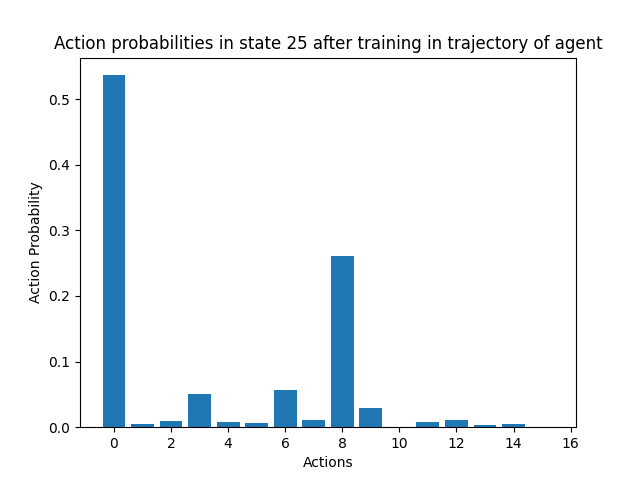 Action probabilities in state 25 after training in trajectory of agent
0.5
0.4
0.3
0.2
0.1
0.0
Action Probability
0 2 4 6 8 10 12 14 16
Actions